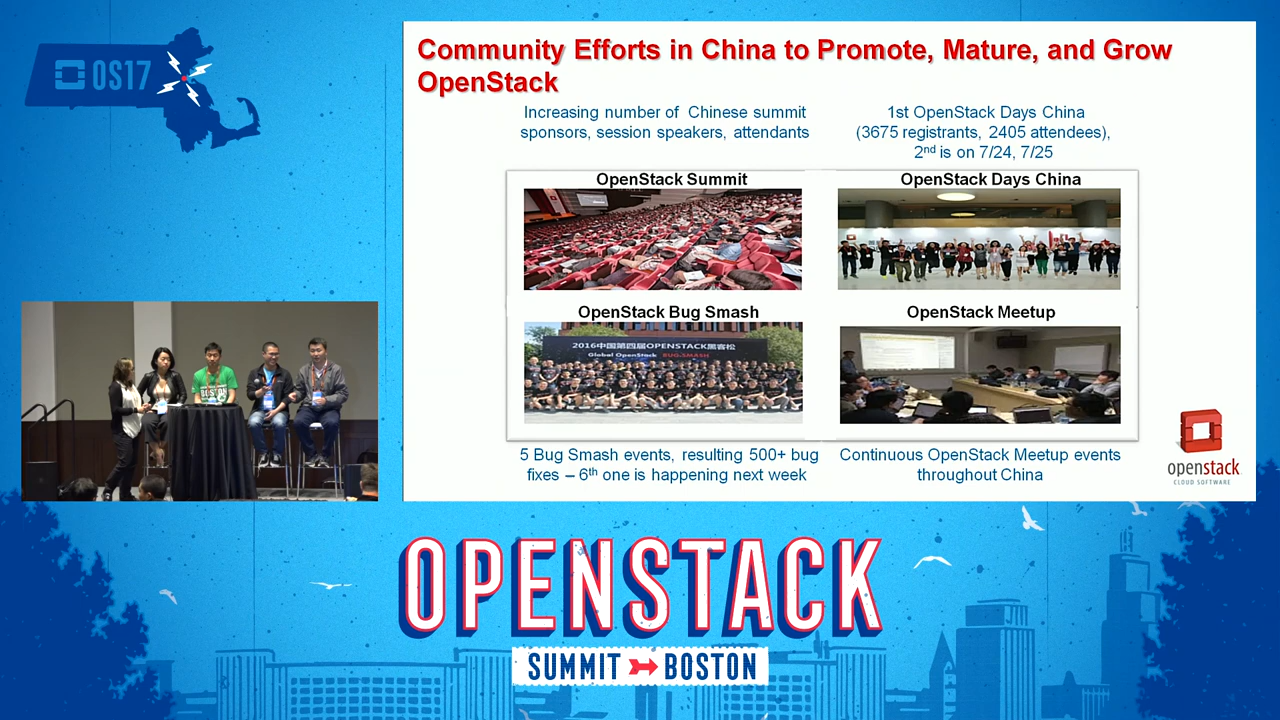 OS17
Community Efforts in China to Promote, Mature, and Grow
OpenStack
Increasing number of Chinese summit
sponsors, session speakers, attendants
1st OpenStack Days China
(3675 registrants, 2405 attendees),
2nd is on 7/24, 7/25
OpenStack Summit
OpenStack Days China
OpenStack Bug Smash
OpenStack Meetup
2016中国第四届OPENSTACK黑客松
Global OpenStack BUG SMASH
5 Bug Smash events, resulting 500+ bug
fixes – 6th one is happening next week
Continuous OpenStack Meetup events
throughout China
openstack
CLOUD SOFTWARE
BOSTON
OPENSTACK
SUMMIT BOSTON